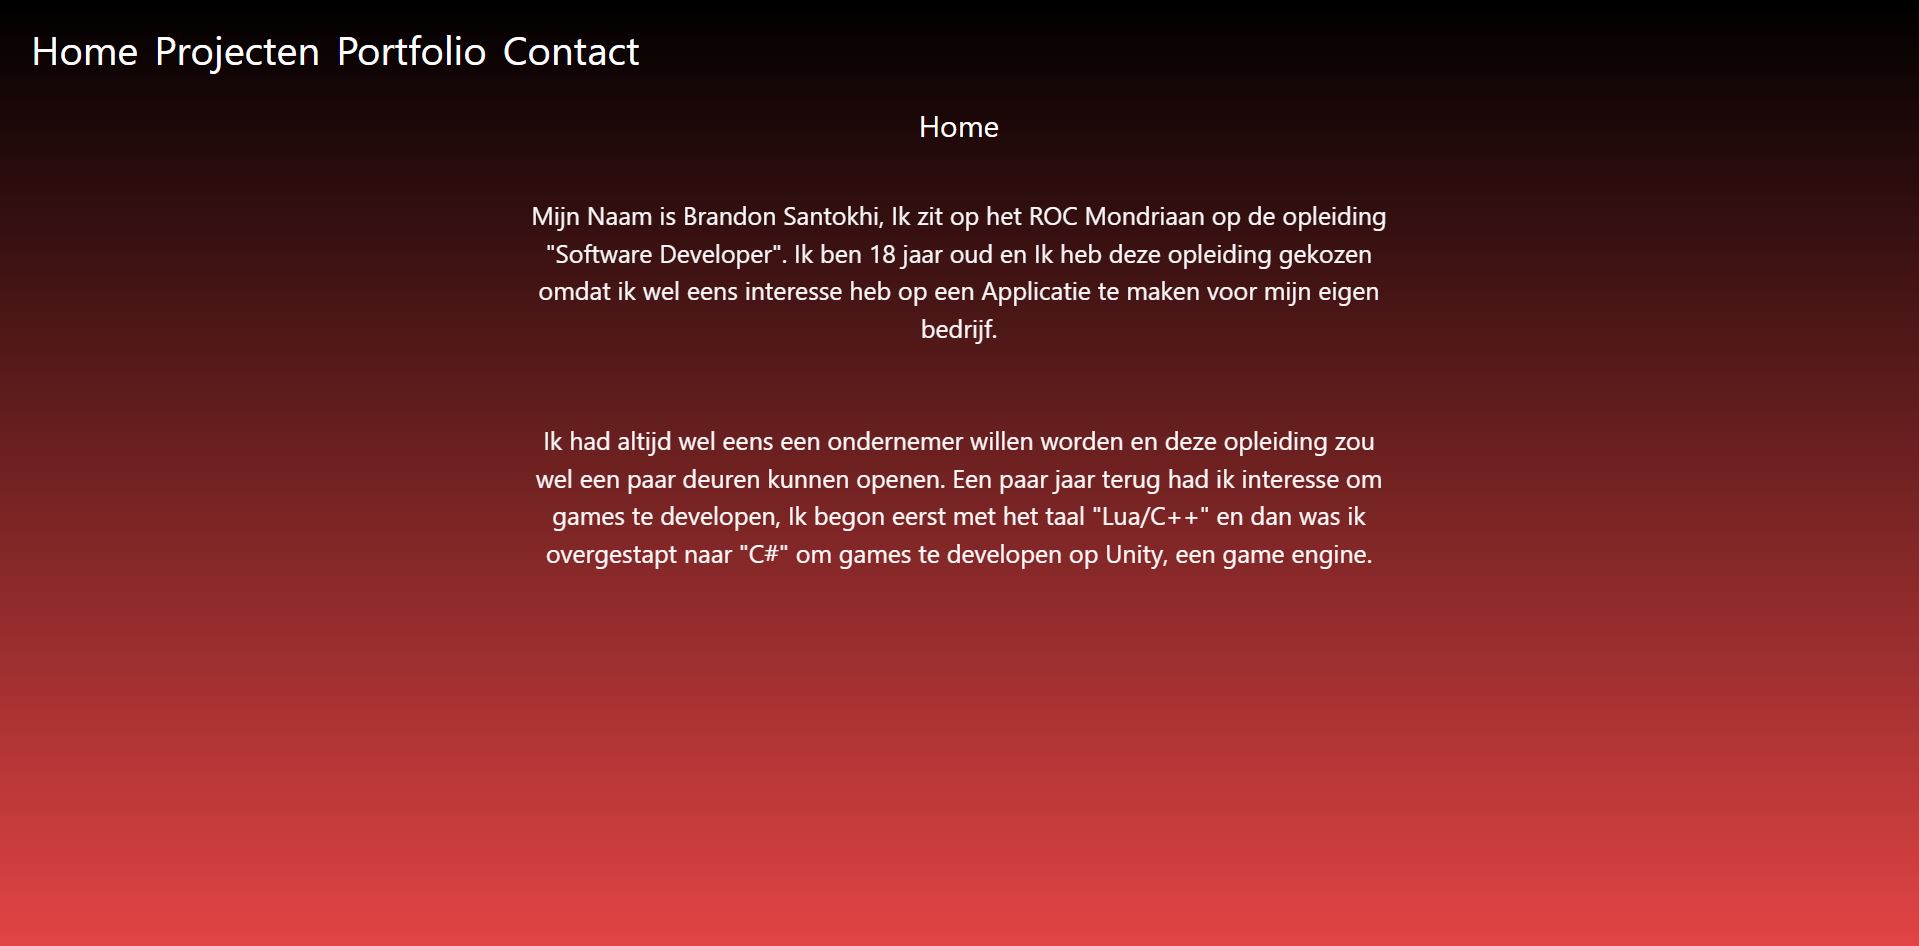 Home Projecten Portfolio Contact
Home
Mijn Naam is Brandon Santokhi, Ik zit op het ROC Mondriaan op de opleiding
"Software Developer". Ik ben 18 jaar oud en Ik heb deze opleiding gekozen
omdat ik wel eens interesse heb op een Applicatie te maken voor mijn eigen
bedrijf.
Ik had altijd wel eens een ondernemer willen worden en deze opleiding zou
wel een paar deuren kunnen openen. Een paar jaar terug had ik interesse om
games te developen, Ik begon eerst met het taal "Lua/C++" en dan was ik
overgestapt naar "C#" om games te developen op Unity, een game engine.